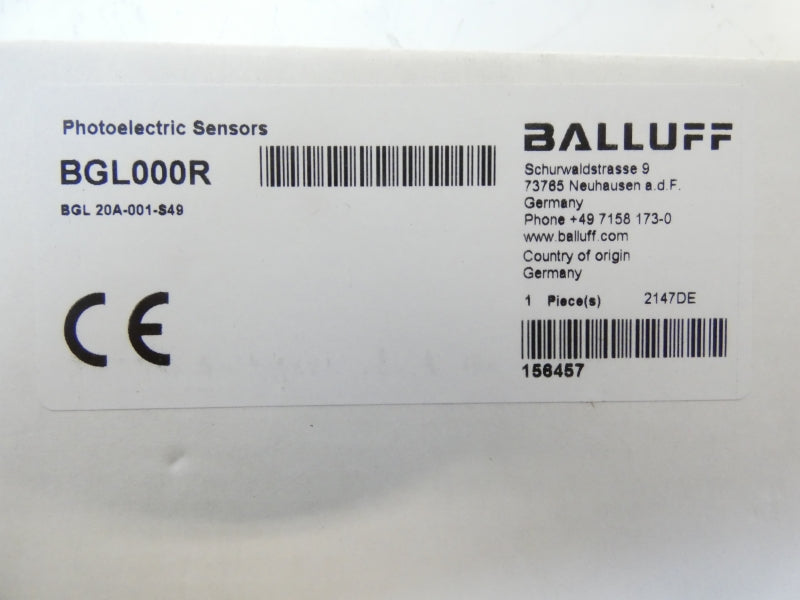 Photoelectric Sensors
BGL000R
BGL 20A-001-S49
BALLUFF
Schurwaldstrasse 9
73765 Neuhausen a.d.F.
Germany
Phone +49 7158 173-0
www.balluff.com
Country of origin
Germany
1 Piece(s) 2147DE
156457
CE